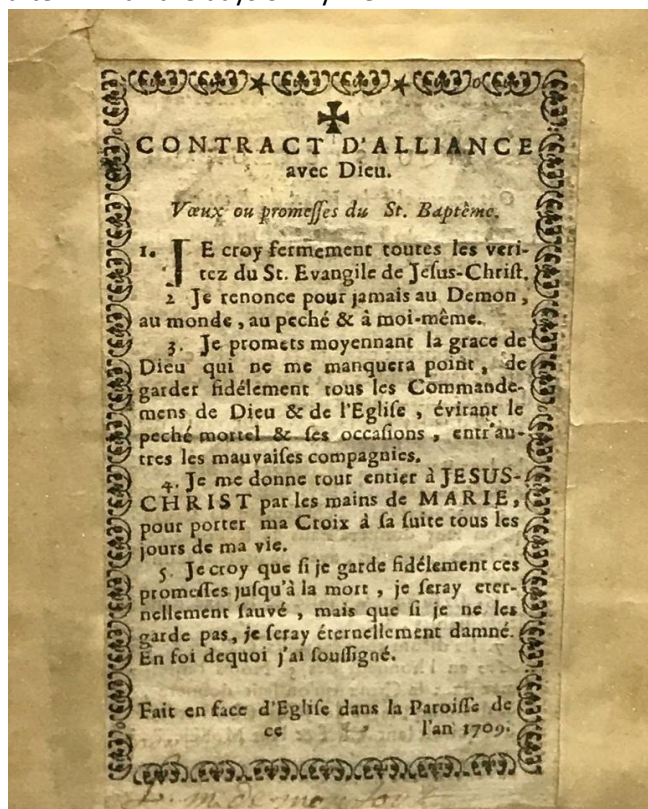 ✠
CONTRACT D'ALLIANCE
avec Dieu.
Vœux ou promeſſes du St. Baptême.
1. JE croy fermement toutes les veri-
tez du St. Evangile de Jéſus-Chriſt.
2 Je renonce pour jamais au Demon,
au monde, au peché & à moi-même.
3. Je promets moyennant la grace de
Dieu qui ne me manquera point, de
garder fidélement tous les Commande-
mens de Dieu & de l'Egliſe, évitant le
peché mortel & ſes occaſions, entr'au-
tres les mauvaiſes compagnies.
4. Je me donne tout entier à JESUS-
CHRIST par les mains de MARIE,
pour porter ma Croix à ſa ſuite tous les
jours de ma vie.
5. Je croy que ſi je garde fidélement ces
promeſſes juſqu'à la mort, je ſeray eter-
nellement ſauvé, mais que ſi je ne les
garde pas, je ſeray éternellement damné.
En foi dequoi j'ai ſouſſigné.
Fait en face d'Egliſe dans la Paroiſſe de
ce l'an 1709.